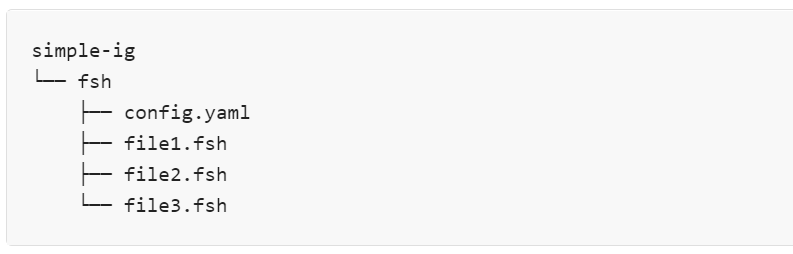 simple-ig
└── fsh
    ├── config.yaml
    ├── file1.fsh
    ├── file2.fsh
    └── file3.fsh